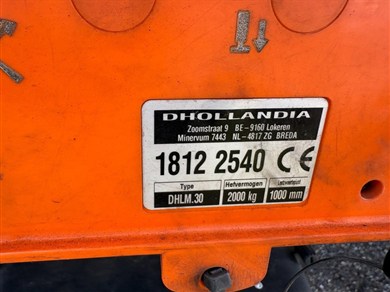 DHOLLANDIA
Zoomstraat 9 BE-9160 Lokeren
Minervum 7443 NL-4817 ZG BREDA
1812 2540 CE
Type Hefvermogen Lastzwaartepunt
DHLM.30 2000 kg 1000 mm